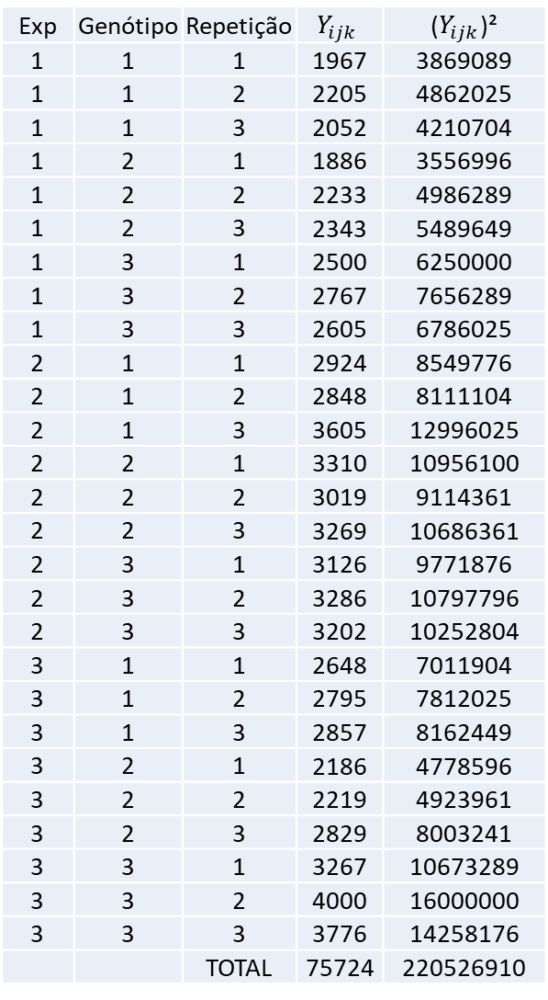 Exp Genótipo Repetição Yijk (Yijk)²
1 1 1 1967 3869089
1 1 2 2205 4862025
1 1 3 2052 4210704
1 2 1 1886 3556996
1 2 2 2233 4986289
1 2 3 2343 5489649
1 3 1 2500 6250000
1 3 2 2767 7656289
1 3 3 2605 6786025
2 1 1 2924 8549776
2 1 2 2848 8111104
2 1 3 3605 12996025
2 2 1 3310 10956100
2 2 2 3019 9114361
2 2 3 3269 10686361
2 3 1 3126 9771876
2 3 2 3286 10797796
2 3 3 3202 10252804
3 1 1 2648 7011904
3 1 2 2795 7812025
3 1 3 2857 8162449
3 2 1 2186 4778596
3 2 2 2219 4923961
3 2 3 2829 8003241
3 3 1 3267 10673289
3 3 2 4000 16000000
3 3 3 3776 14258176
TOTAL 75724 220526910